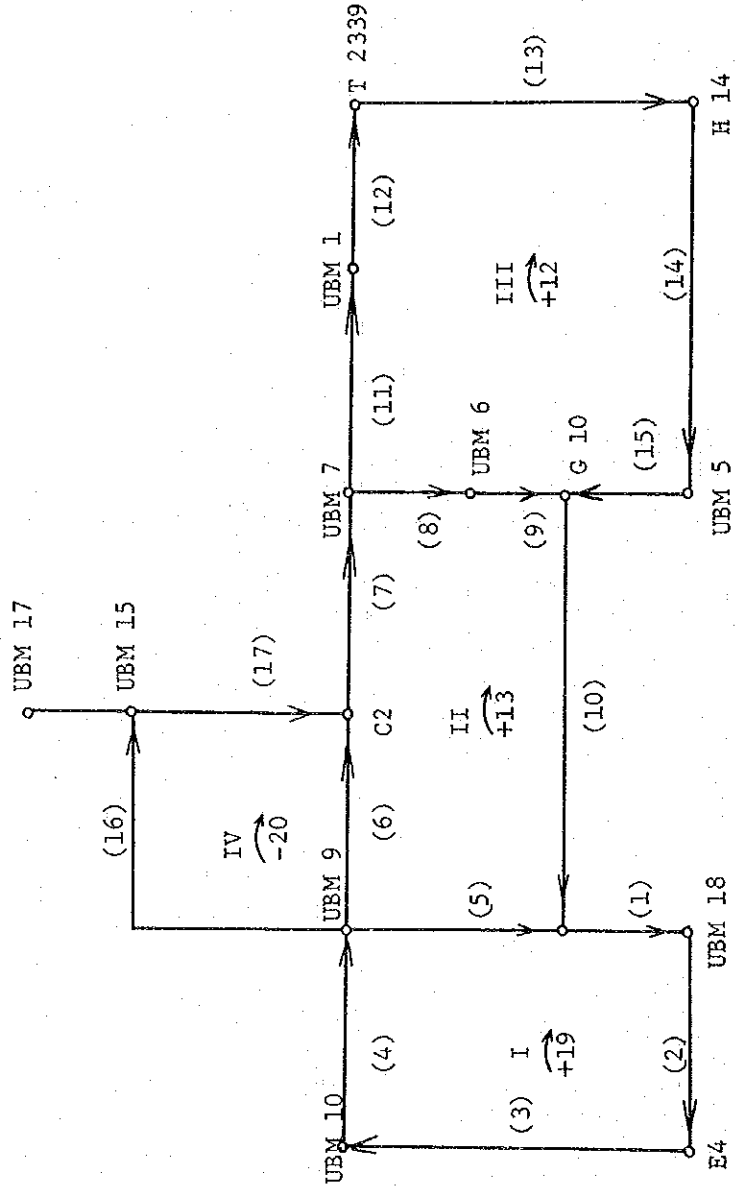 UBM 17
UBM 15
(16)
IV
-20
(17)
UBM 10
UBM 9
UBM 7
UBM 1
T 2339
(4)
(6)
C2
(7)
(11)
(12)
(8)
II
+13
(5)
UBM 6
III
+12
(3)
I
+19
(9)
(13)
G 10
(10)
(1)
(15)
(2)
(14)
E4
UBM 18
UBM 5
H 14